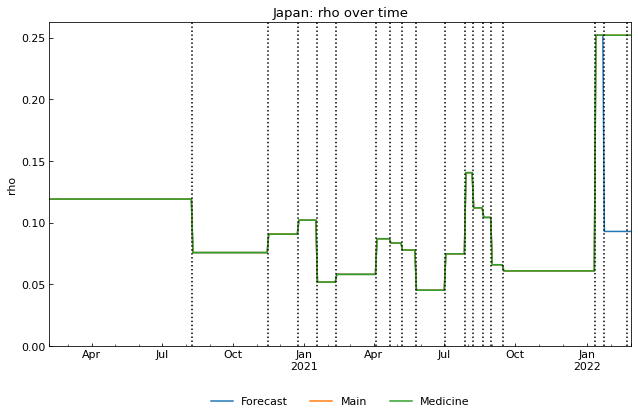 Japan: rho over time
rho
0.25
0.20
0.15
0.10
0.05
0.00
Apr Jul Oct Jan Apr Jul Oct Jan
2021 2022
Forecast Main Medicine